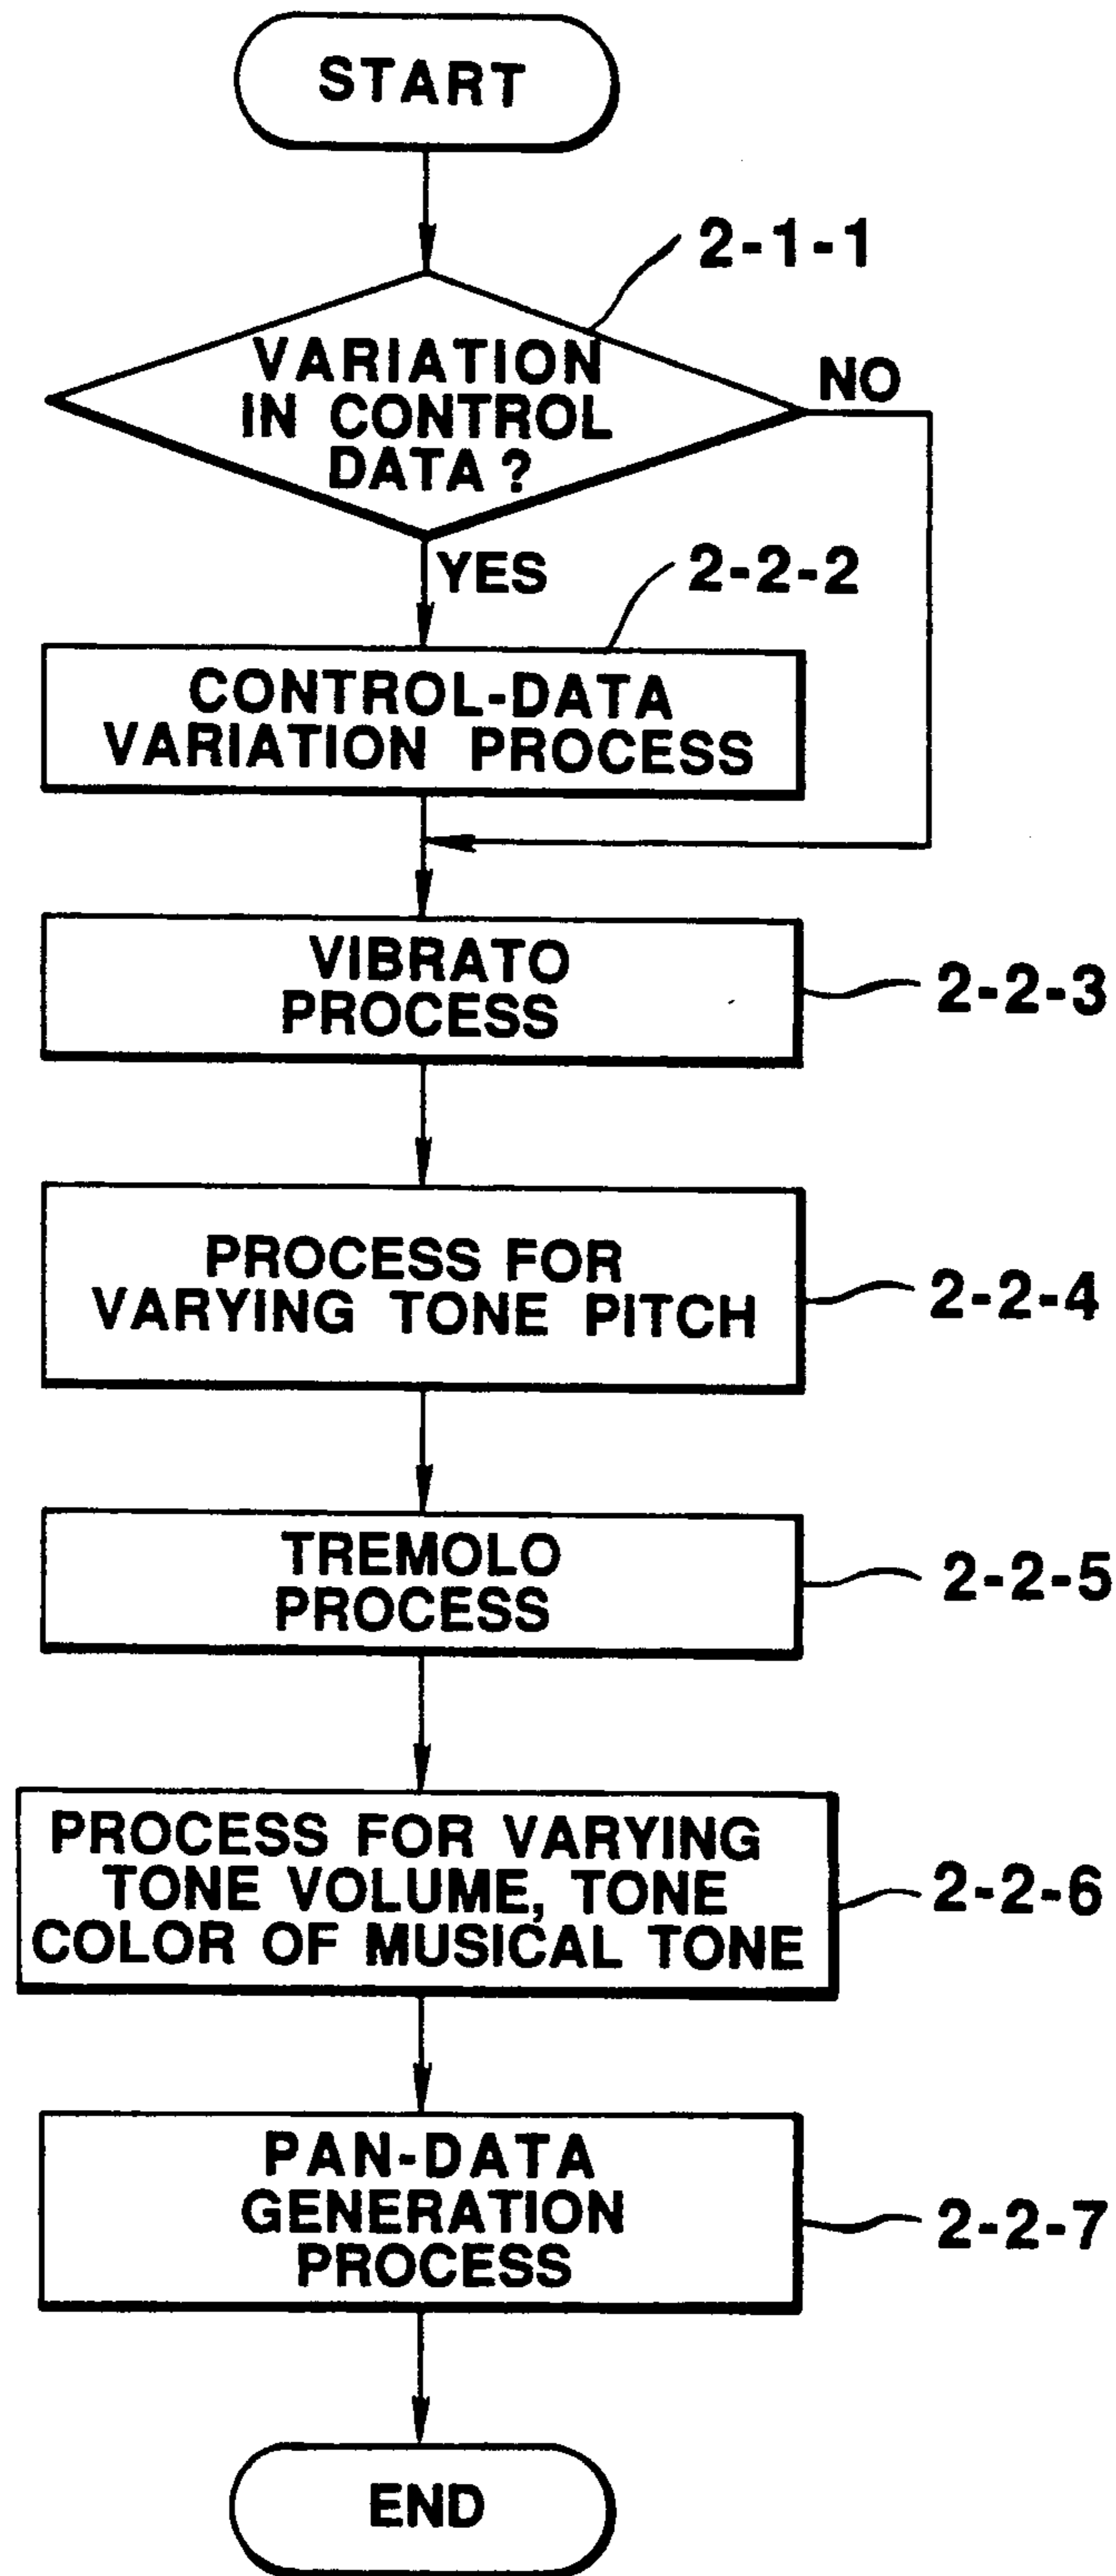 START
2-1-1
VARIATION
IN CONTROL
DATA?
NO
YES
2-2-2
CONTROL-DATA
VARIATION PROCESS
VIBRATO
PROCESS
2-2-3
PROCESS FOR
VARYING TONE PITCH
2-2-4
TREMOLO
PROCESS
2-2-5
PROCESS FOR VARYING
TONE VOLUME, TONE
COLOR OF MUSICAL TONE
2-2-6
PAN-DATA
GENERATION
PROCESS
2-2-7
END